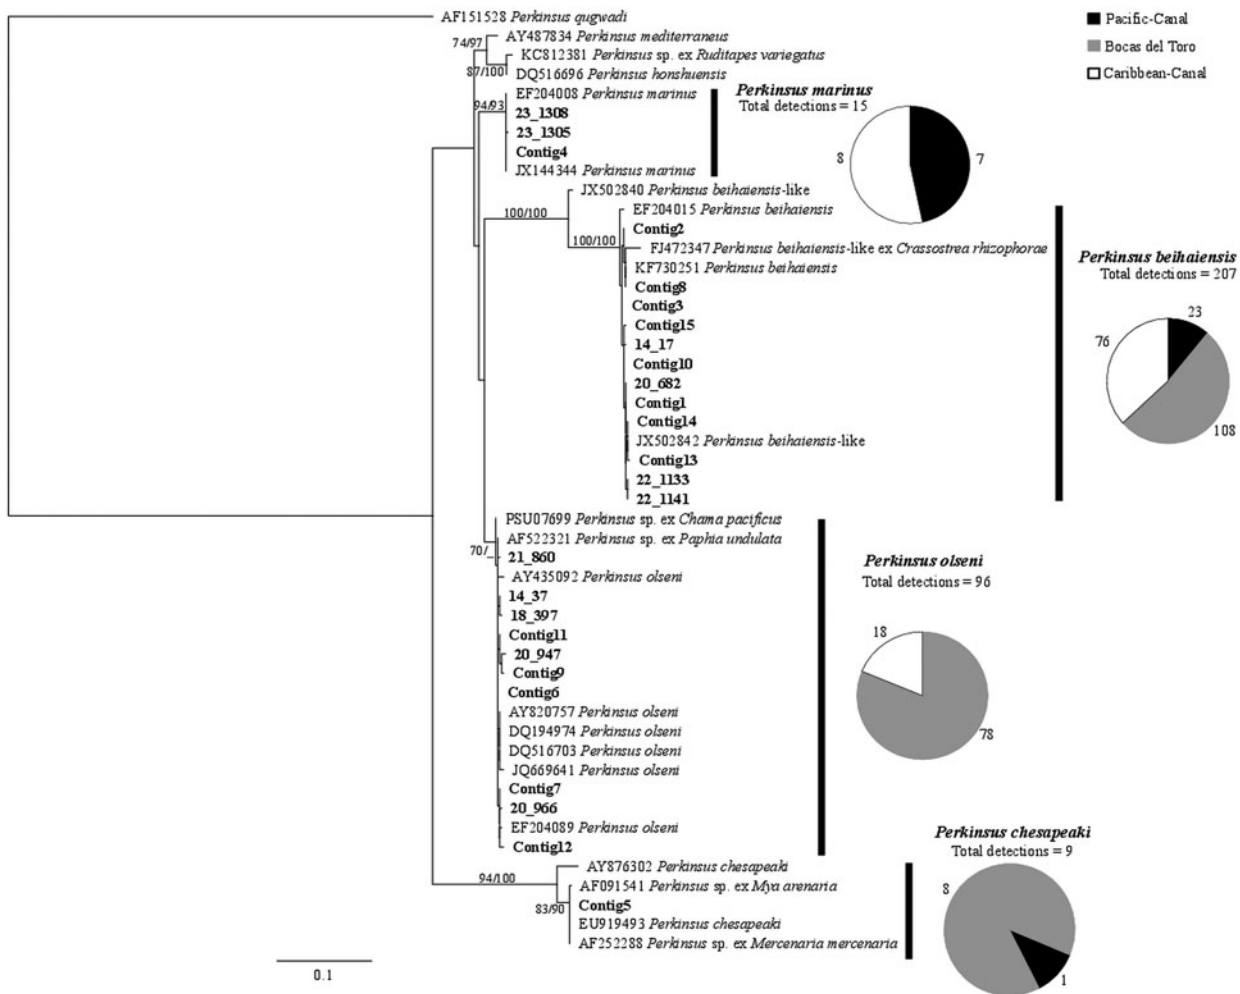 AF151528 Perkinsus qugwadi
74/97
AY487834 Perkinsus mediterraneus
KC812381 Perkinsus sp. ex Ruditapes variegatus
87/100
DQ516696 Perkinsus honshuensis
EF204008 Perkinsus marinus
94/93
23_1308
23_1305
Contig4
JX144344 Perkinsus marinus
JX502840 Perkinsus beihaiensis-like
100/100
EF204015 Perkinsus beihaiensis
Contig2
100/100
FJ472347 Perkinsus beihaiensis-like ex Crassostrea rhizophorae
KF730251 Perkinsus beihaiensis
Contig8
Contig3
Contig15
14_17
Contig10
20_682
Contig1
Contig14
JX502842 Perkinsus beihaiensis-like
Contig13
22_1133
22_1141
PSU07699 Perkinsus sp. ex Chama pacificus
AF522321 Perkinsus sp. ex Paphia undulata
70/_
21_860
AY435092 Perkinsus olseni
14_37
18_397
Contig11
20_947
Contig9
Contig6
AY820757 Perkinsus olseni
DQ194974 Perkinsus olseni
DQ516703 Perkinsus olseni
JQ669641 Perkinsus olseni
Contig7
20_966
EF204089 Perkinsus olseni
Contig12
AY876302 Perkinsus chesapeaki
94/100
AF091541 Perkinsus sp. ex Mya arenaria
83/90
Contig5
EU919493 Perkinsus chesapeaki
AF252288 Perkinsus sp. ex Mercenaria mercenaria
0.1
Pacific-Canal
Bocas del Toro
Caribbean-Canal
Perkinsus marinus
Total detections = 15
8
7
Perkinsus beihaiensis
Total detections = 207
23
76
108
Perkinsus olseni
Total detections = 96
18
78
Perkinsus chesapeaki
Total detections = 9
8
1